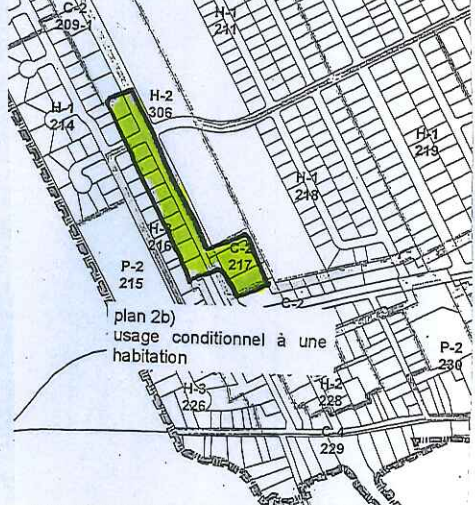 C-2
209-1
H-1
211
H-2
306
H-1
214
H-1
219
H-1
218
H-2
216
C-2
217
P-2
215
C-2
plan 2b)
usage conditionnel à une
habitation
P-2
230
H-3
226
H-2
228
C-4
229